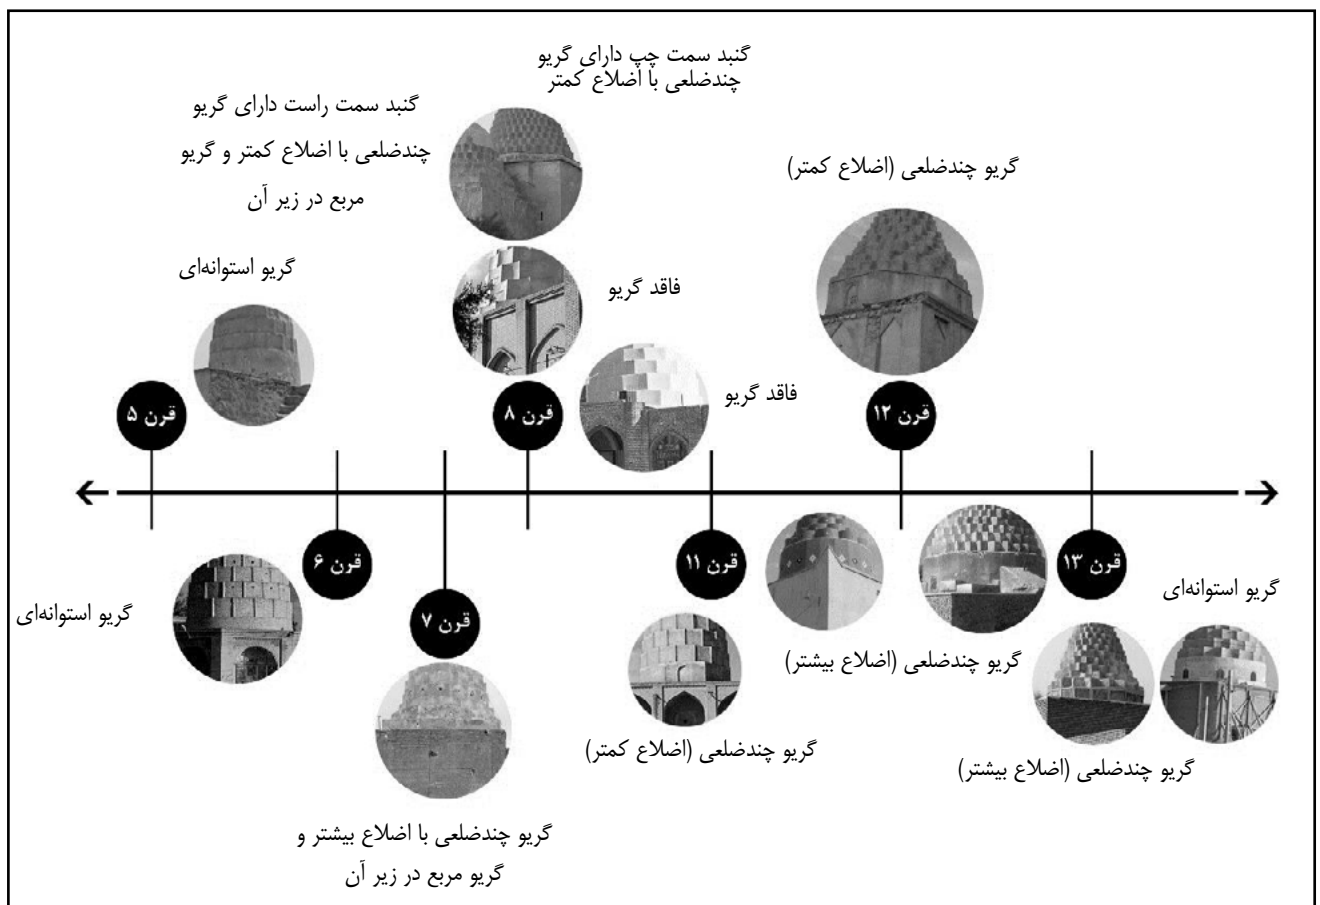 گنبد سمت چپ دارای گریو
چندضلعی با اضلاع کمتر
گنبد سمت راست دارای گریو
چندضلعی با اضلاع کمتر و گریو
مربع در زیر آن
گریو چندضلعی (اضلاع کمتر)
گریو استوانه‌ای
فاقد گریو
فاقد گریو
قرن ۵
قرن ۸
قرن ۱۲
قرن ۶
قرن ۱۱
قرن ۱۳
گریو استوانه‌ای
گریو استوانه‌ای
قرن ۷
گریو چندضلعی (اضلاع بیشتر)
گریو چندضلعی (اضلاع کمتر)
گریو چندضلعی (اضلاع بیشتر)
گریو چندضلعی با اضلاع بیشتر و
گریو مربع در زیر آن